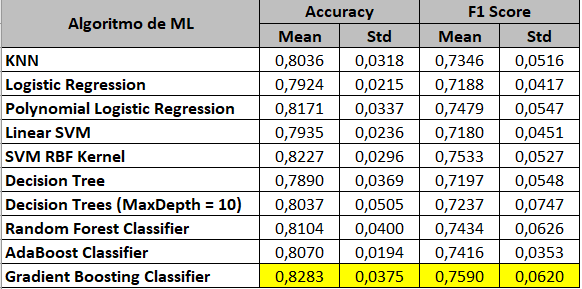 Algoritmo de ML Accuracy F1 Score
Mean Std Mean Std
KNN 0,8036 0,0318 0,7346 0,0516
Logistic Regression 0,7924 0,0215 0,7188 0,0417
Polynomial Logistic Regression 0,8171 0,0337 0,7479 0,0547
Linear SVM 0,7935 0,0236 0,7180 0,0451
SVM RBF Kernel 0,8227 0,0296 0,7533 0,0527
Decision Tree 0,7890 0,0369 0,7197 0,0548
Decision Trees (MaxDepth = 10) 0,8037 0,0505 0,7237 0,0747
Random Forest Classifier 0,8104 0,0400 0,7434 0,0626
AdaBoost Classifier 0,8070 0,0194 0,7416 0,0353
Gradient Boosting Classifier 0,8283 0,0375 0,7590 0,0620